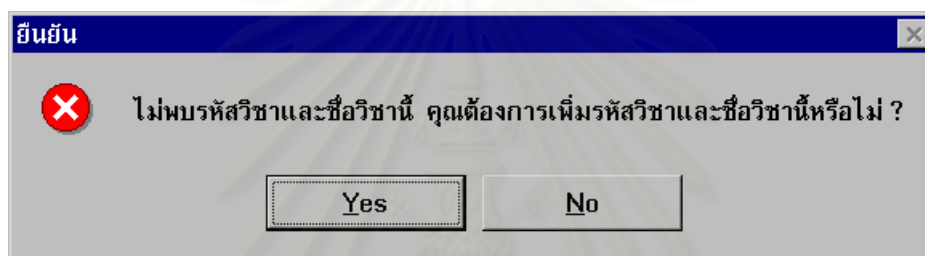 ยืนยัน
ไม่พบรหัสวิชาและชื่อวิชานี้ คุณต้องการเพิ่มรหัสวิชาและชื่อวิชานี้หรือไม่ ?
Yes No